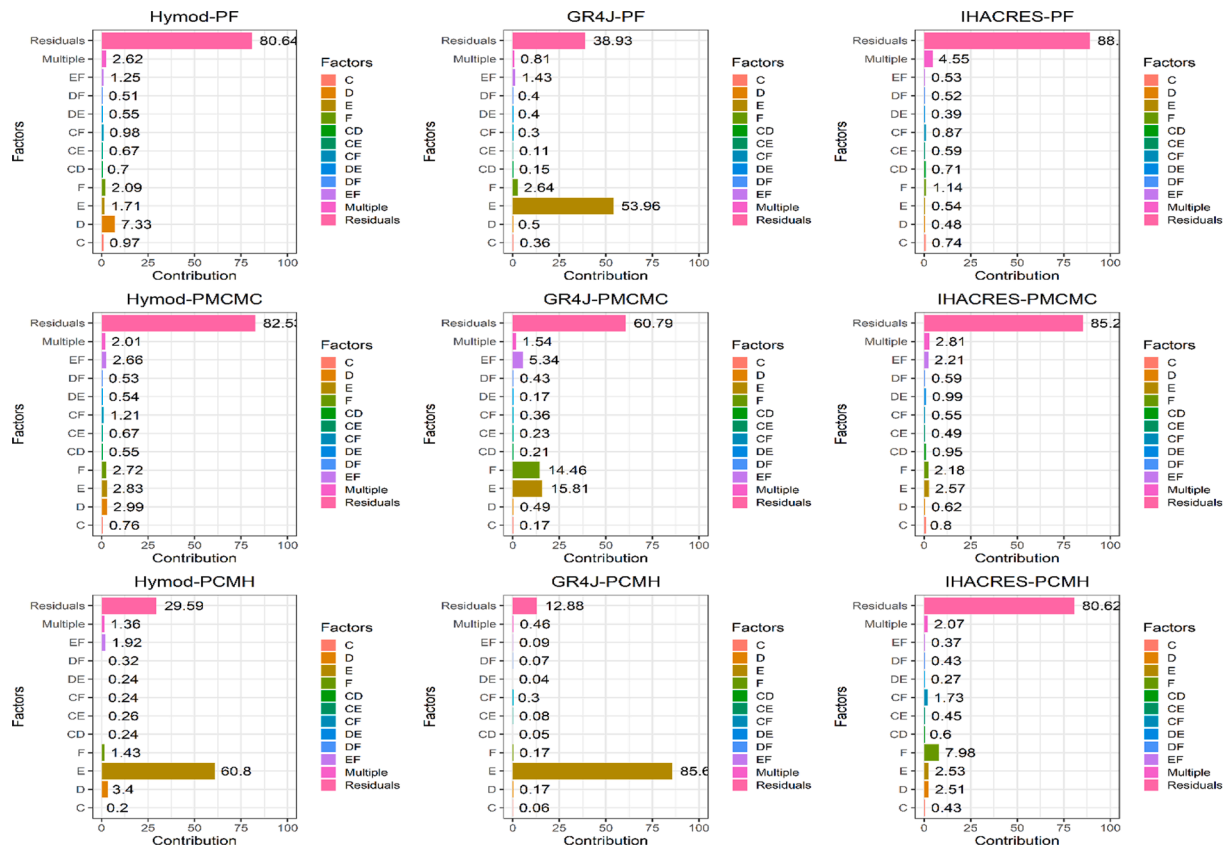 Hymod-PF
Factors
Residuals 80.64
Multiple 2.62
EF 1.25
DF 0.51
DE 0.55
CF 0.98
CE 0.67
CD 0.7
F 2.09
E 1.71
D 7.33
C 0.97
0 25 50 75 100
Contribution
Factors
C
D
E
F
CD
CE
CF
DE
DF
EF
Multiple
Residuals
GR4J-PF
Factors
Residuals 38.93
Multiple 0.81
EF 1.43
DF 0.4
DE 0.4
CF 0.3
CE 0.11
CD 0.15
F 2.64
E 53.96
D 0.5
C 0.36
0 25 50 75 100
Contribution
Factors
C
D
E
F
CD
CE
CF
DE
DF
EF
Multiple
Residuals
IHACRES-PF
Factors
Residuals 88.
Multiple 4.55
EF 0.53
DF 0.52
DE 0.39
CF 0.87
CE 0.59
CD 0.71
F 1.14
E 0.54
D 0.48
C 0.74
0 25 50 75 100
Contribution
Factors
C
D
E
F
CD
CE
CF
DE
DF
EF
Multiple
Residuals
Hymod-PMCMC
Factors
Residuals 82.53
Multiple 2.01
EF 2.66
DF 0.53
DE 0.54
CF 1.21
CE 0.67
CD 0.55
F 2.72
E 2.83
D 2.99
C 0.76
0 25 50 75 100
Contribution
Factors
C
D
E
F
CD
CE
CF
DE
DF
EF
Multiple
Residuals
GR4J-PMCMC
Factors
Residuals 60.79
Multiple 1.54
EF 5.34
DF 0.43
DE 0.17
CF 0.36
CE 0.23
CD 0.21
F 14.46
E 15.81
D 0.49
C 0.17
0 25 50 75 100
Contribution
Factors
C
D
E
F
CD
CE
CF
DE
DF
EF
Multiple
Residuals
IHACRES-PMCMC
Factors
Residuals 85.2
Multiple 2.81
EF 2.21
DF 0.59
DE 0.99
CF 0.55
CE 0.49
CD 0.95
F 2.18
E 2.57
D 0.62
C 0.8
0 25 50 75 100
Contribution
Factors
C
D
E
F
CD
CE
CF
DE
DF
EF
Multiple
Residuals
Hymod-PCMH
Factors
Residuals 29.59
Multiple 1.36
EF 1.92
DF 0.32
DE 0.24
CF 0.24
CE 0.26
CD 0.24
F 1.43
E 60.8
D 3.4
C 0.2
0 25 50 75 100
Contribution
Factors
C
D
E
F
CD
CE
CF
DE
DF
EF
Multiple
Residuals
GR4J-PCMH
Factors
Residuals 12.88
Multiple 0.46
EF 0.09
DF 0.07
DE 0.04
CF 0.3
CE 0.08
CD 0.05
F 0.17
E 85.6
D 0.17
C 0.06
0 25 50 75 100
Contribution
Factors
C
D
E
F
CD
CE
CF
DE
DF
EF
Multiple
Residuals
IHACRES-PCMH
Factors
Residuals 80.62
Multiple 2.07
EF 0.37
DF 0.43
DE 0.27
CF 1.73
CE 0.45
CD 0.6
F 7.98
E 2.53
D 2.51
C 0.43
0 25 50 75 100
Contribution
Factors
C
D
E
F
CD
CE
CF
DE
DF
EF
Multiple
Residuals